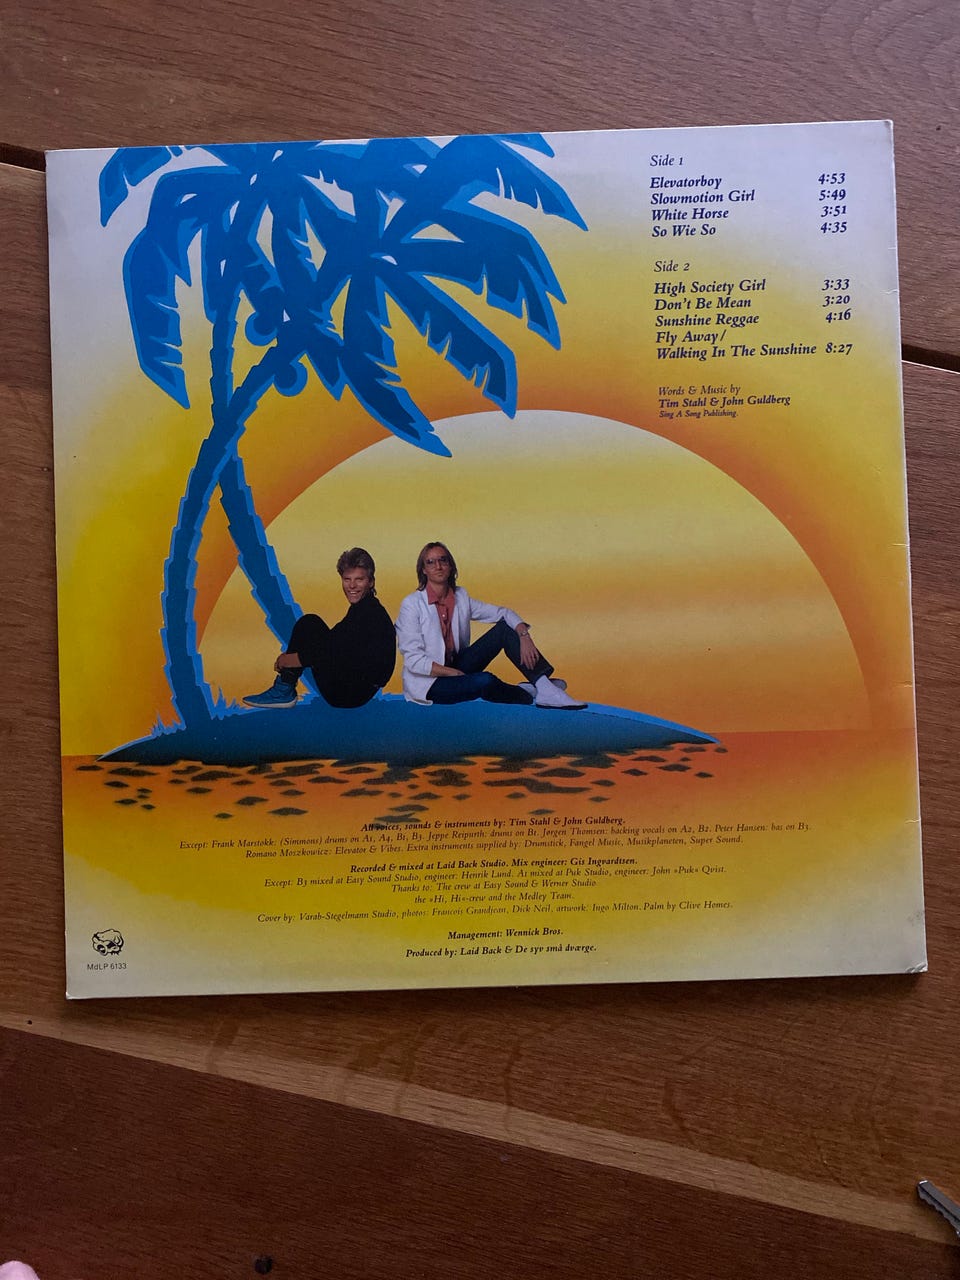 Side 1
Elevatorboy 4:53
Slowmotion Girl 5:49
White Horse 3:51
So Wie So 4:35
Side 2
High Society Girl 3:33
Don't Be Mean 3:20
Sunshine Reggae 4:16
Fly Away/
Walking In The Sunshine 8:27
Words & Music by
Tim Stahl & John Guldberg
Sing A Song Publishing.
All voices, sounds & instruments by: Tim Stahl & John Guldberg.
Except: Frank Marstokk: (Simmons) drums on A1, A4, B1, B3. Jeppe Reipurth: drums on B1. Jørgen Thomsen: backing vocals on A2, B2. Peter Hansen: bas on B3.
Romano Moszkowicz: Elevator & Vibes. Extra instruments supplied by: Drumstick, Fangel Music, Musikplaneten, Super Sound.
Recorded & mixed at Laid Back Studio. Mix engineer: Gis Ingvardtsen.
Except: B3 mixed at Easy Sound Studio, engineer: Henrik Lund. A1 mixed at Puk Studio, engineer: John »Puk« Qvist.
Thanks to: The crew at Easy Sound & Werner Studio
the »Hi, Hi«-crew and the Medley Team.
Cover by: Varab-Stegelmann Studio, photos: Francois Grandjean, Dick Neil, artwork: Ingo Milton. Palm by Clive Homes.
Management: Wennick Bros.
Produced by: Laid Back & De syv små dværge.
MdLP 6133